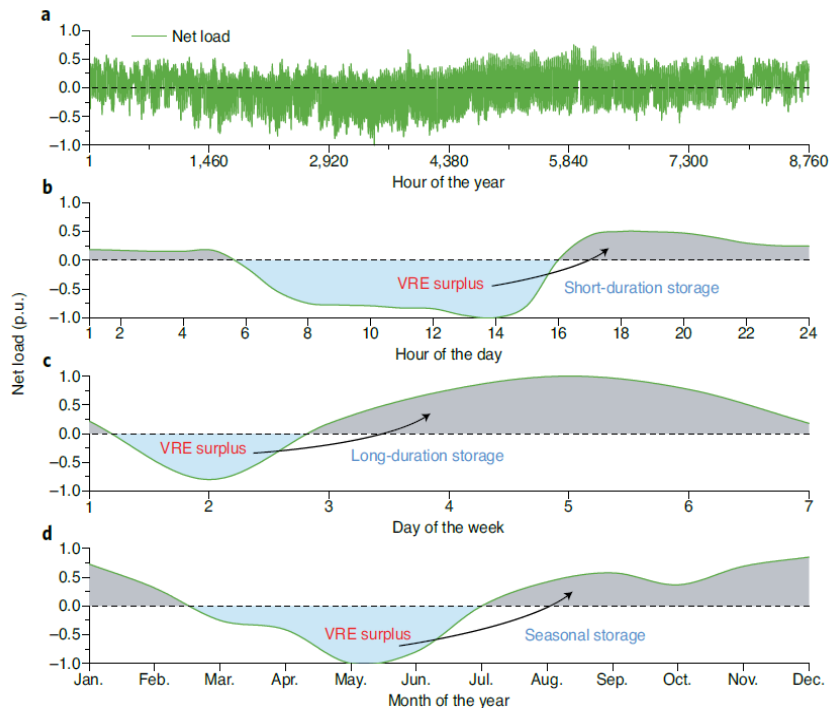 a
Net load
1.0
0.5
0.0
−0.5
−1.0
1
1,460
2,920
4,380
5,840
7,300
8,760
Hour of the year
Net load (p.u.)
b
1.0
0.5
0.0
−0.5
−1.0
VRE surplus
Short-duration storage
1 2 4 6 8 10 12 14 16 18 20 22 24
Hour of the day
c
1.0
0.5
0.0
−0.5
−1.0
VRE surplus
Long-duration storage
1 2 3 4 5 6 7
Day of the week
d
1.0
0.5
0.0
−0.5
−1.0
VRE surplus
Seasonal storage
Jan. Feb. Mar. Apr. May. Jun. Jul. Aug. Sep. Oct. Nov. Dec.
Month of the year